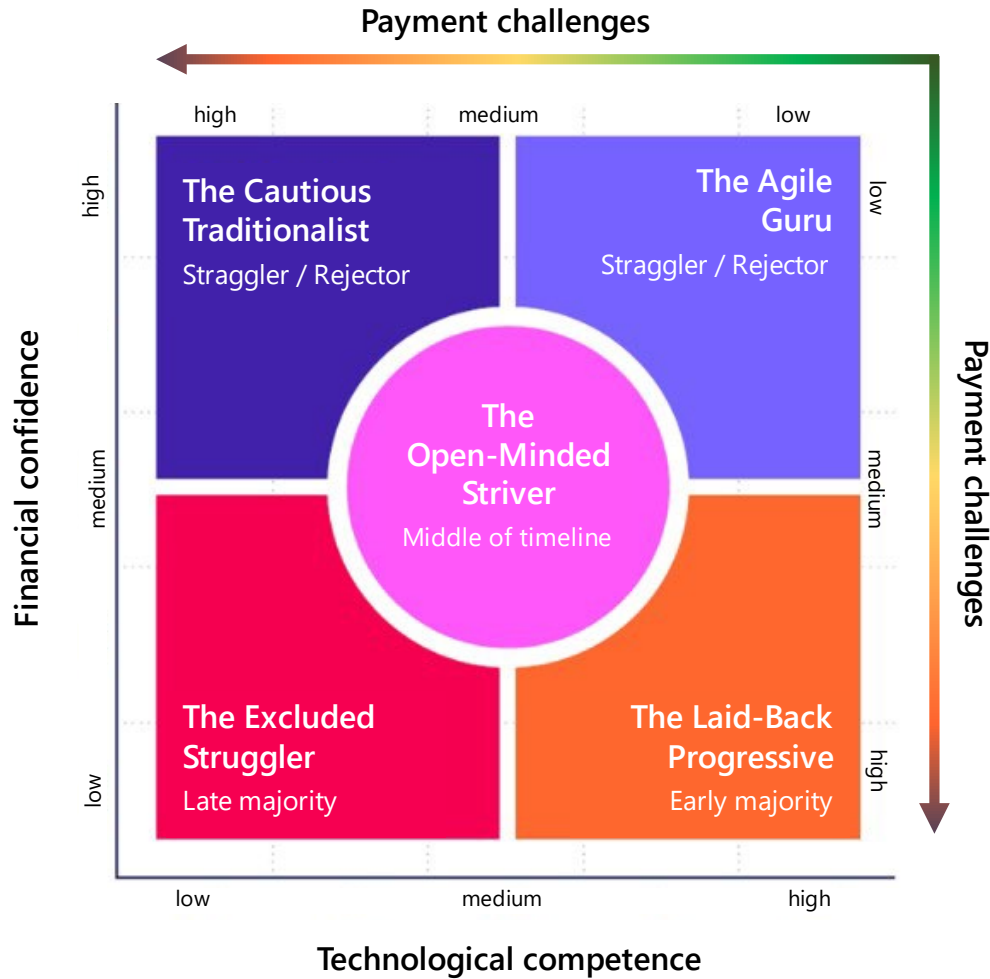 Payment challenges
high
medium
low
The Cautious
Traditionalist
Straggler / Rejector
The Agile
Guru
Straggler / Rejector
high
low
Financial confidence
medium
The
Open-Minded
Striver
Middle of timeline
medium
Payment challenges
The Excluded
Struggler
Late majority
The Laid-Back
Progressive
Early majority
low
high
low
medium
high
Technological competence